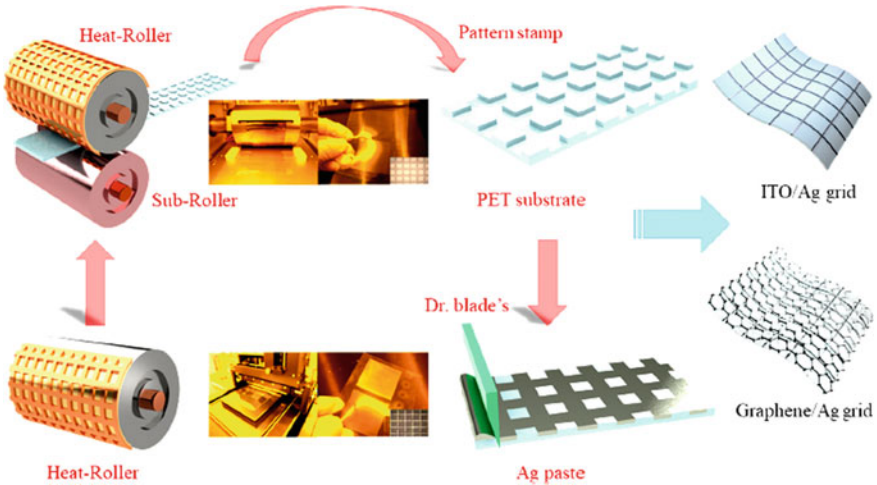 Heat-Roller
Pattern stamp
Sub-Roller
PET substrate
ITO/Ag grid
Dr. blade's
Graphene/Ag grid
Heat-Roller
Ag paste